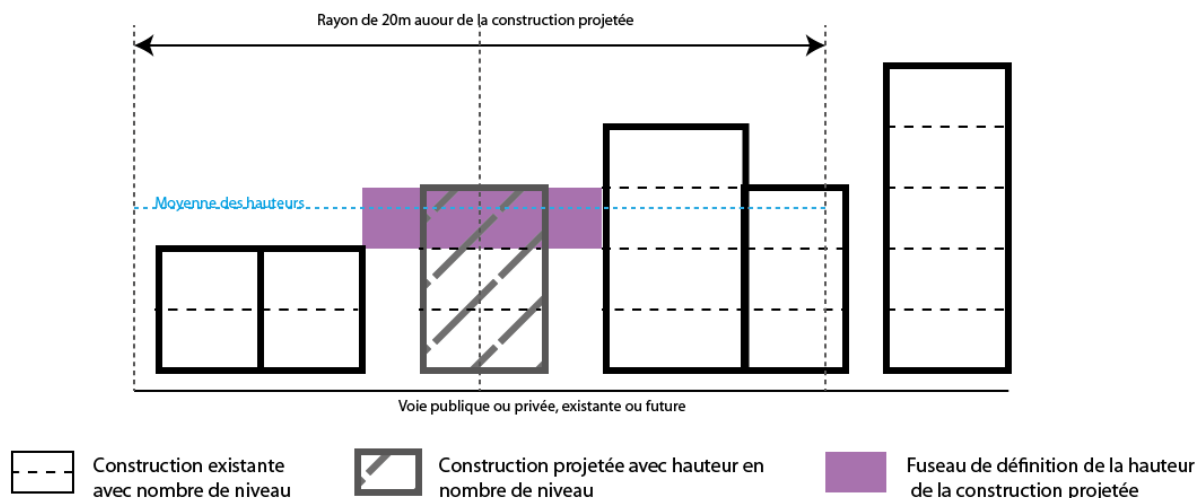 Rayon de 20m auour de la construction projetée
Moyenne des hauteurs
Voie publique ou privée, existante ou future
Construction existante
avec nombre de niveau
Construction projetée avec hauteur en
nombre de niveau
Fuseau de définition de la hauteur
de la construction projetée